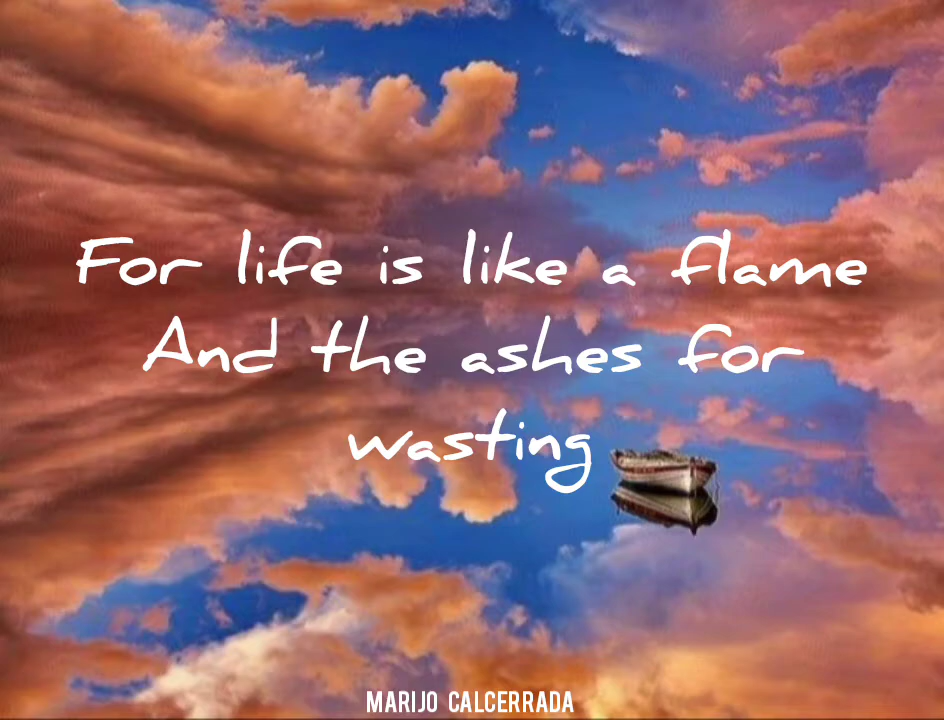 For life is like a flame
And the ashes for
wasting
MARIJO CALCERRADA